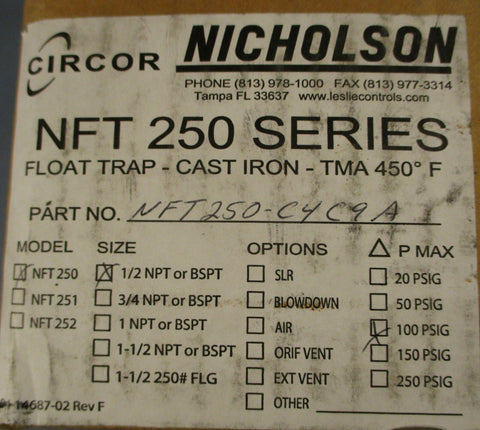 CIRCOR NICHOLSON
PHONE (813) 978-1000 FAX (813) 977-3314
Tampa FL 33637 www.lesliecontrols.com
NFT 250 SERIES
FLOAT TRAP - CAST IRON - TMA 450° F
PART NO. NFT250-C4C9A
MODEL SIZE OPTIONS △ P MAX
NFT 250 1/2 NPT or BSPT SLR 20 PSIG
NFT 251 3/4 NPT or BSPT BLOWDOWN 50 PSIG
NFT 252 1 NPT or BSPT AIR 100 PSIG
1-1/2 NPT or BSPT ORIF VENT 150 PSIG
1-1/2 250# FLG EXT VENT 250 PSIG
14687-02 Rev F OTHER